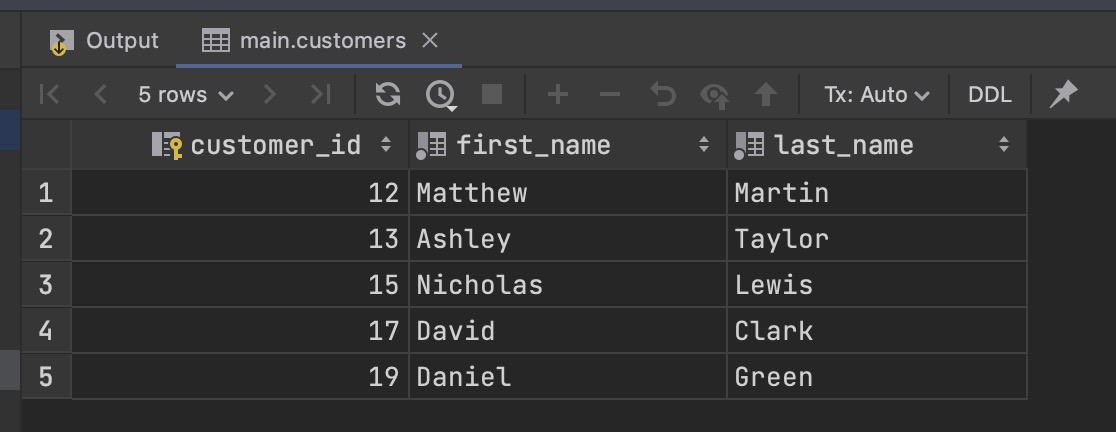 Output main.customers
5 rows Tx: Auto DDL
customer_id first_name last_name
1 12 Matthew Martin
2 13 Ashley Taylor
3 15 Nicholas Lewis
4 17 David Clark
5 19 Daniel Green